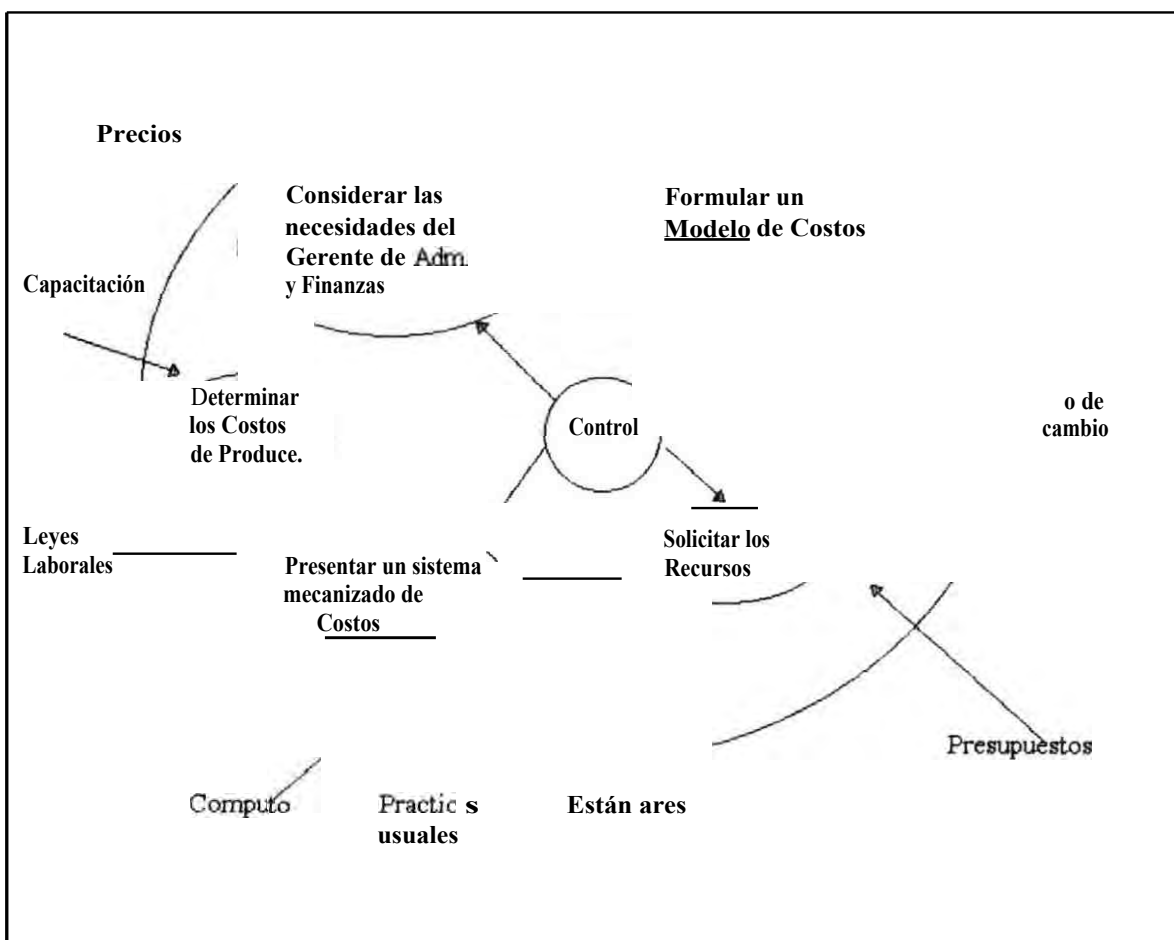 Precios
Considerar las
necesidades del
Gerente de Adm.
y Finanzas
Formular un
Modelo de Costos
Capacitación
Determinar
los Costos
de Produce.
Control
o de
cambio
Leyes
Laborales
Presentar un sistema
mecanizado de
Costos
Solicitar los
Recursos
Presupuestos
Computo
Practic s
usuales
Están ares